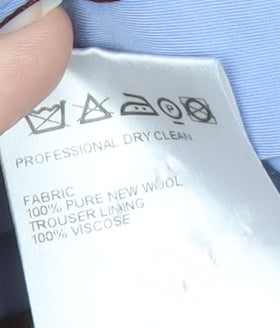 P
PROFESSIONAL DRY CLEAN
FABRIC
100% PURE NEW WOOL
TROUSER LINING
100% VISCOSE